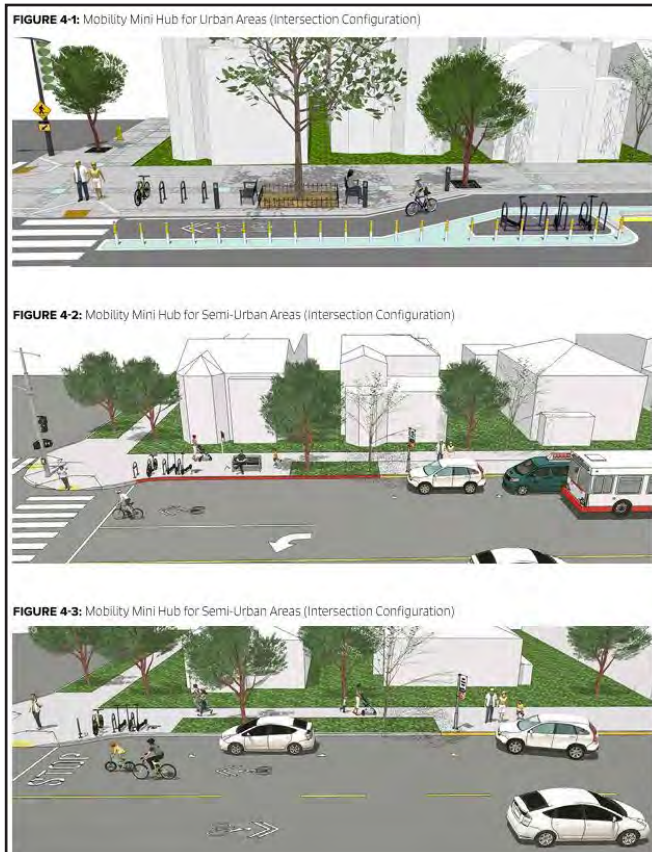 FIGURE 4-1: Mobility Mini Hub for Urban Areas (Intersection Configuration)
FIGURE 4-2: Mobility Mini Hub for Semi-Urban Areas (Intersection Configuration)
FIGURE 4-3: Mobility Mini Hub for Semi-Urban Areas (Intersection Configuration)
STOP